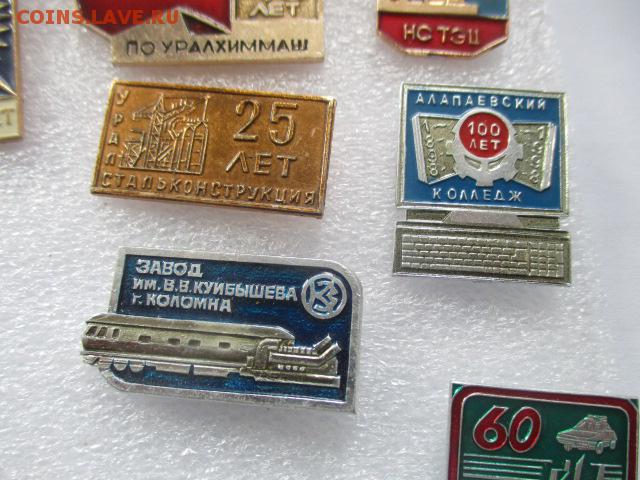 COINS.LAVE.RU
ЛЕТ
ПО УРАЛХИММАШ
НС ТЭЦ
УРАЛ
25
ЛЕТ
СТАЛЬКОНСТРУКЦИЯ
АЛАПАЕВСКИЙ
100
ЛЕТ
КОЛЛЕДЖ
ЗАВОД
ИМ. В.В. КУЙБЫШЕВА
Г. КОЛОМНА
60